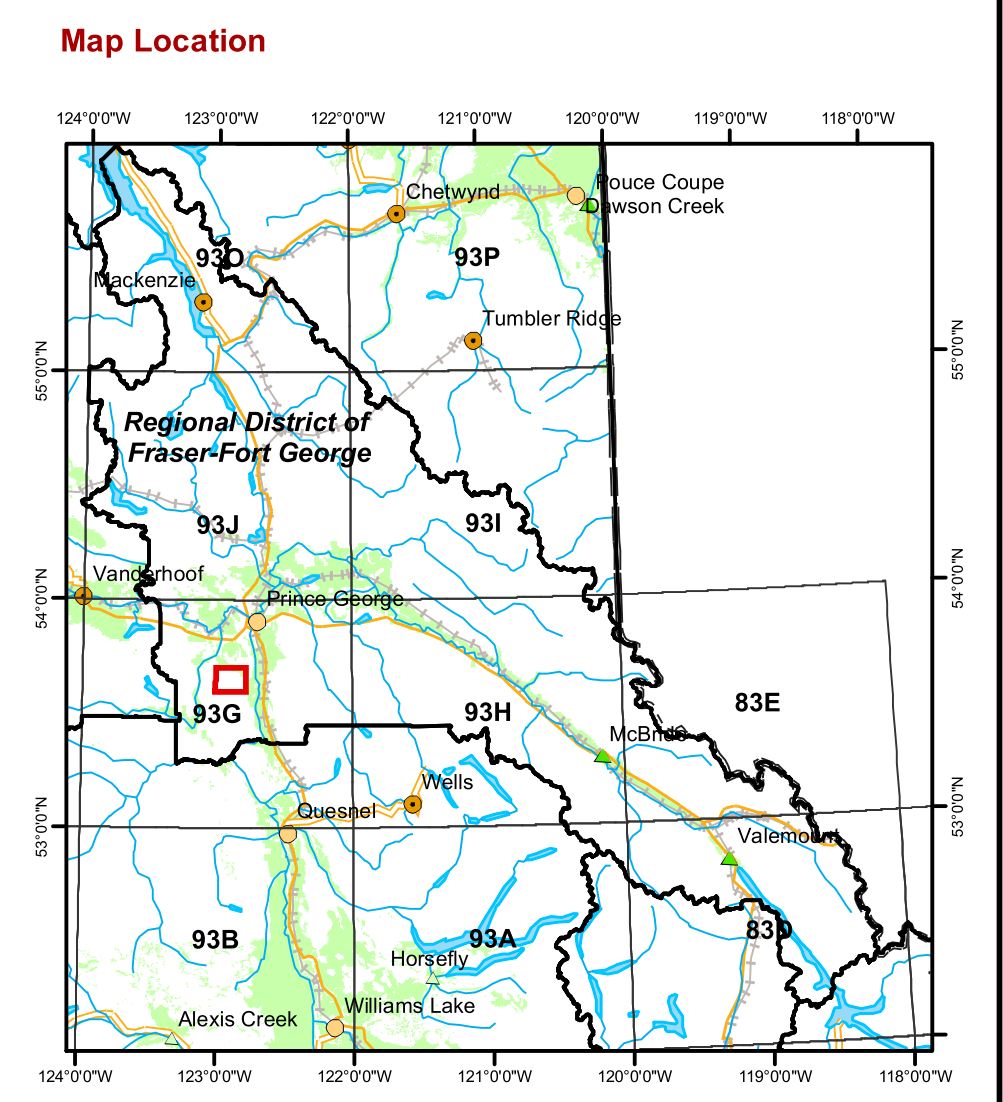 Map Location
124°0'0"W 123°0'0"W 122°0'0"W 121°0'0"W 120°0'0"W 119°0'0"W 118°0'0"W
Chetwynd
Pouce Coupe
Dawson Creek
93O
93P
Mackenzie
Tumbler Ridge
55°0'0"N
55°0'0"N
Regional District of
Fraser-Fort George
93J
93I
Vanderhoof
54°0'0"N
54°0'0"N
Prince George
93G
93H
83E
McBride
Wells
Quesnel
53°0'0"N
53°0'0"N
Valemount
93B
93A
83D
Horsefly
Williams Lake
Alexis Creek
124°0'0"W 123°0'0"W 122°0'0"W 121°0'0"W 120°0'0"W 119°0'0"W 118°0'0"W